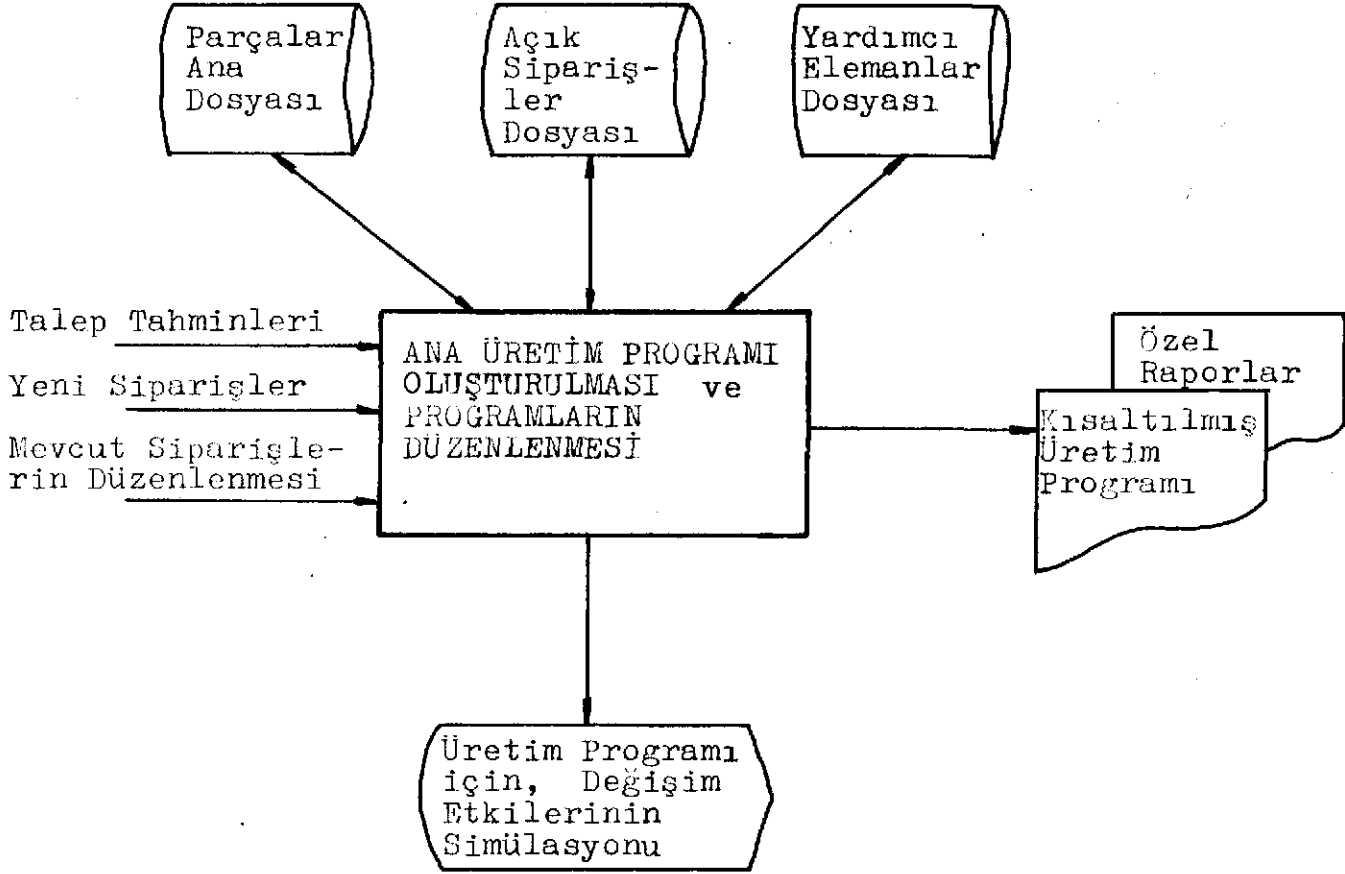 Parçalar
Ana
Dosyası
Açık
Sipariş-
ler
Dosyası
Yardımcı
Elemanlar
Dosyası
Talep Tahminleri
Yeni Siparişler
Mevcut Siparişle-
rin Düzenlenmesi
ANA ÜRETİM PROGRAMI
OLUŞTURULMASI ve
PROGRAMLARIN
DÜZENLENMESİ
Özel
Raporlar
Kısaltılmış
Üretim
Programı
Üretim Programı
için, Değişim
Etkilerinin
Simülasyonu